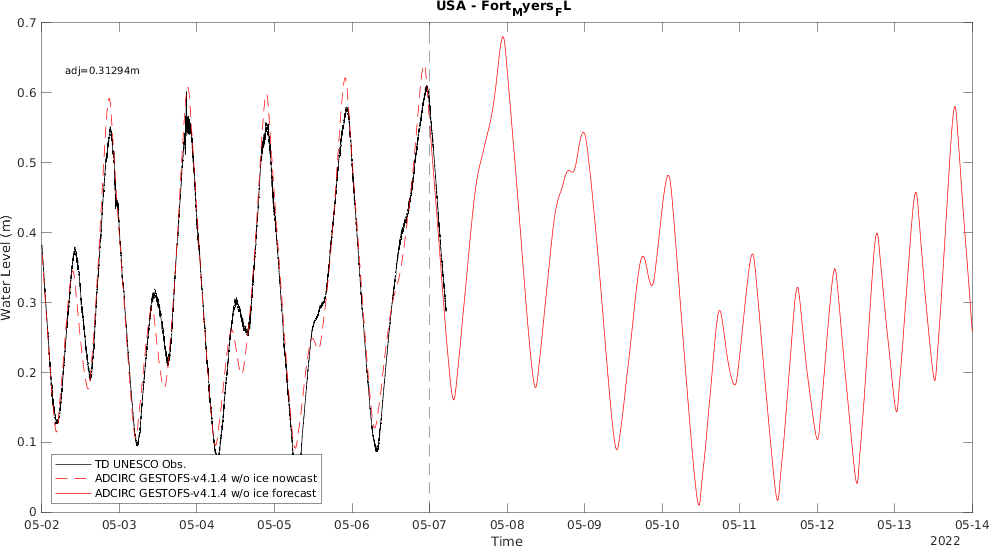 USA - Fort_Myers_FL
adj=0.31294m
0.7
0.6
0.5
0.4
0.3
0.2
0.1
0
Water Level (m)
TD UNESCO Obs.
ADCIRC GESTOFS-v4.1.4 w/o ice nowcast
ADCIRC GESTOFS-v4.1.4 w/o ice forecast
05-02 05-03 05-04 05-05 05-06 05-07 05-08 05-09 05-10 05-11 05-12 05-13 05-14
Time
2022